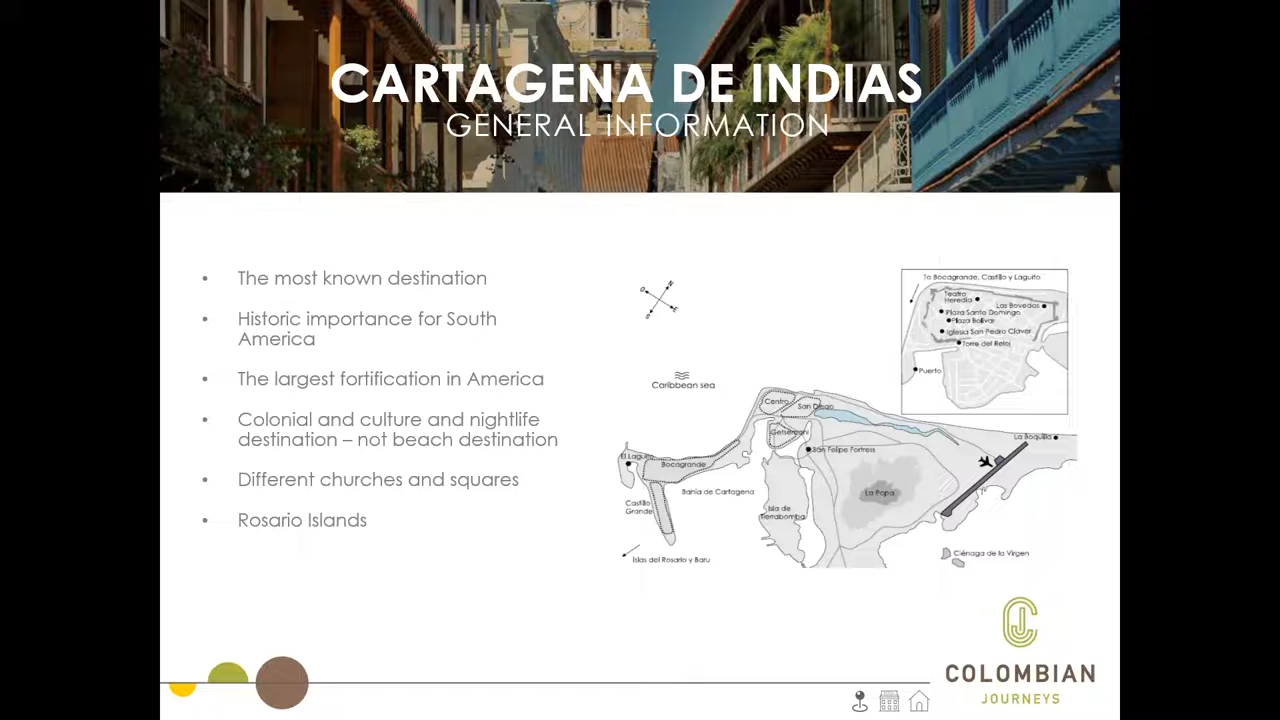 CARTAGENA DE INDIAS
GENERAL INFORMATION
• The most known destination
• Historic importance for South
America
• The largest fortification in America
• Colonial and culture and nightlife
destination – not beach destination
• Different churches and squares
• Rosario Islands
N
O
E
S
Caribbean sea
To Bocagrande, Castillo y Laguito
Teatro
Heredia
Las Bovedas
Plaza Santo Domingo
Plaza Bolivar
Iglesia San Pedro Claver
Torre del Reloj
Puerto
Centro
San Diego
Getsemani
La Boquilla
San Felipe Fortress
El Laguito
Bocagrande
Bahía de Cartagena
La Popa
Castillo
Grande
Isla de
Tierrabomba
Islas del Rosario y Baru
Ciénaga de la Virgen
COLOMBIAN
JOURNEYS